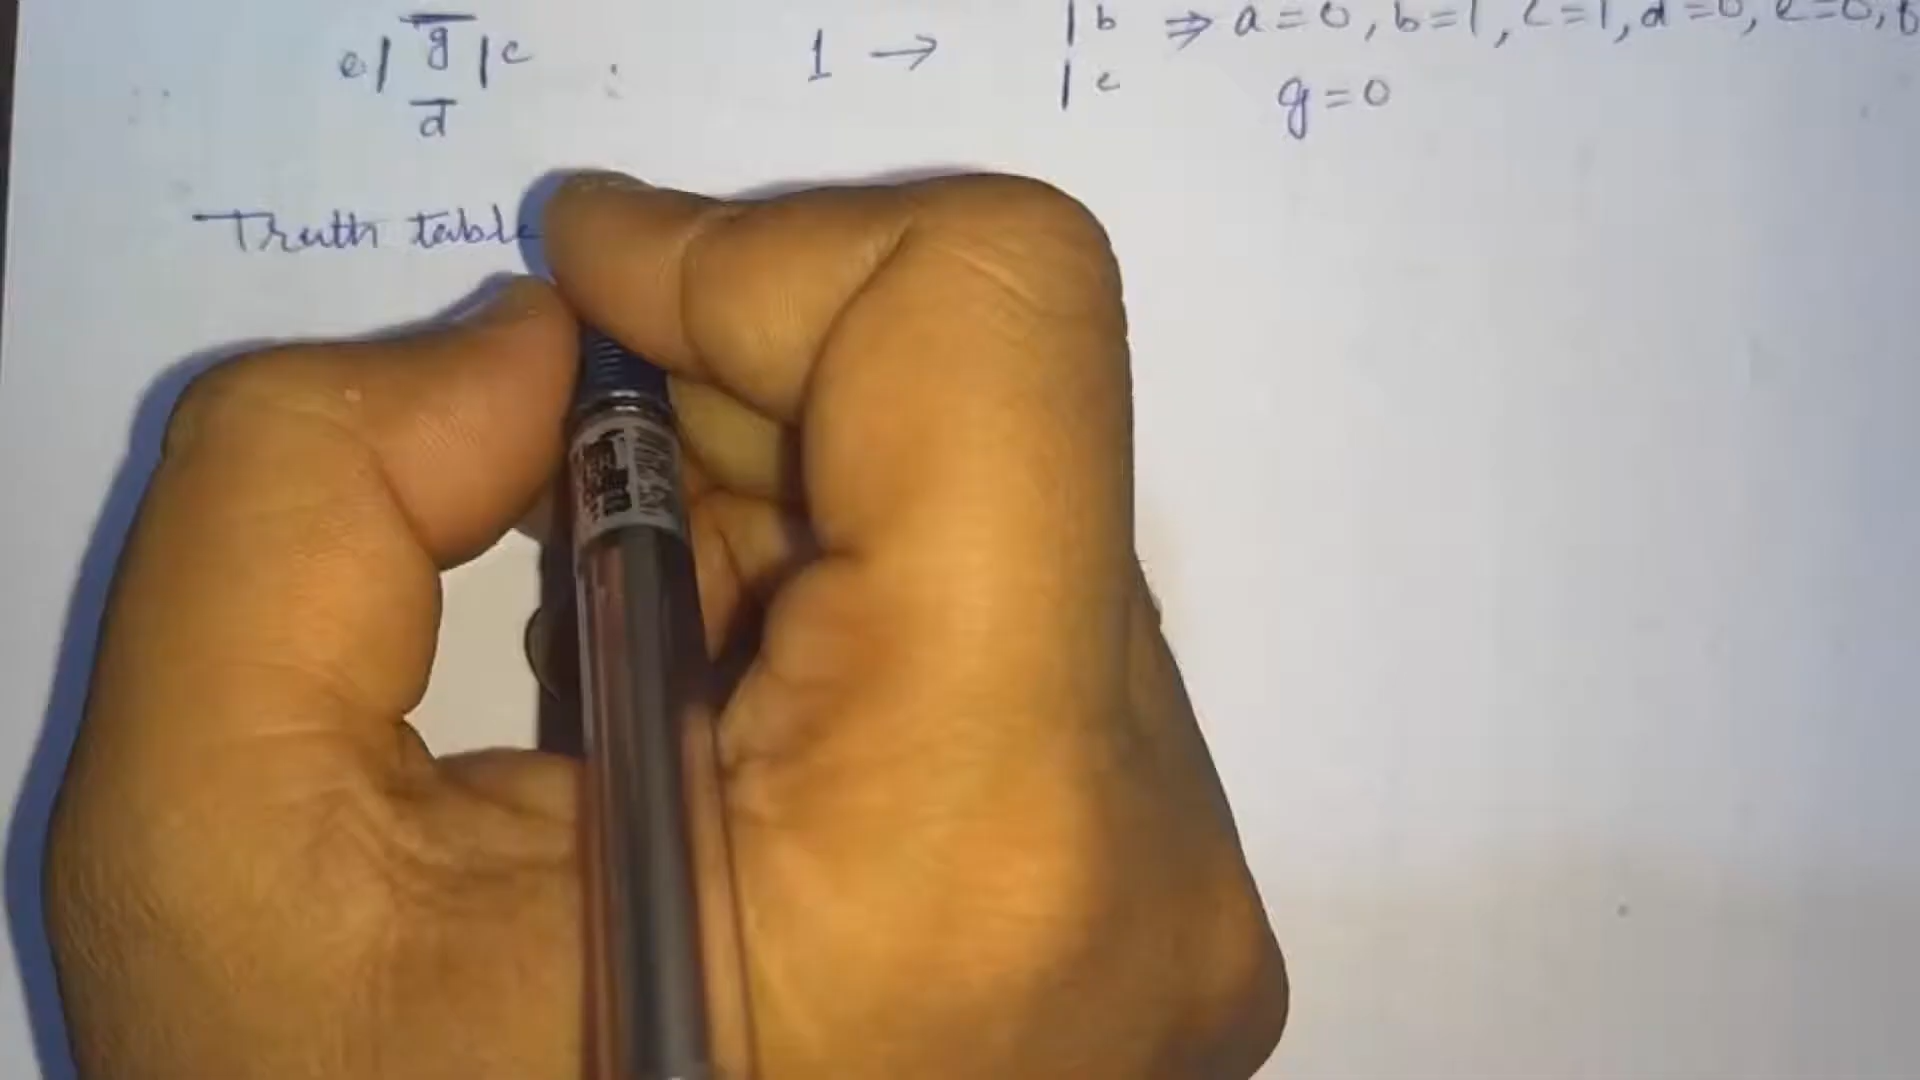 e| g |c : 1 → |b ⇒ a=0, b=1, c=1, d=0, e=0,
d |c g=0
Truth table